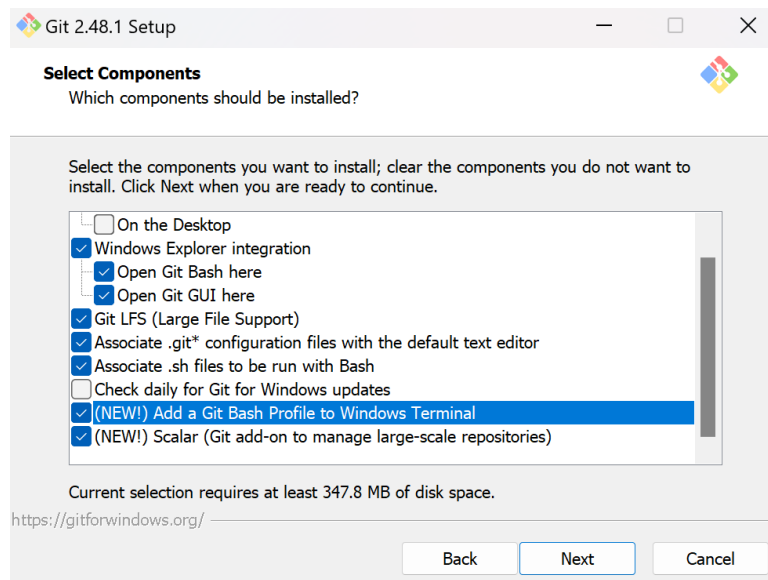 Git 2.48.1 Setup
Select Components
Which components should be installed?
Select the components you want to install; clear the components you do not want to
install. Click Next when you are ready to continue.
On the Desktop
Windows Explorer integration
Open Git Bash here
Open Git GUI here
Git LFS (Large File Support)
Associate .git* configuration files with the default text editor
Associate .sh files to be run with Bash
Check daily for Git for Windows updates
(NEW!) Add a Git Bash Profile to Windows Terminal
(NEW!) Scalar (Git add-on to manage large-scale repositories)
Current selection requires at least 347.8 MB of disk space.
https://gitforwindows.org/
Back Next Cancel